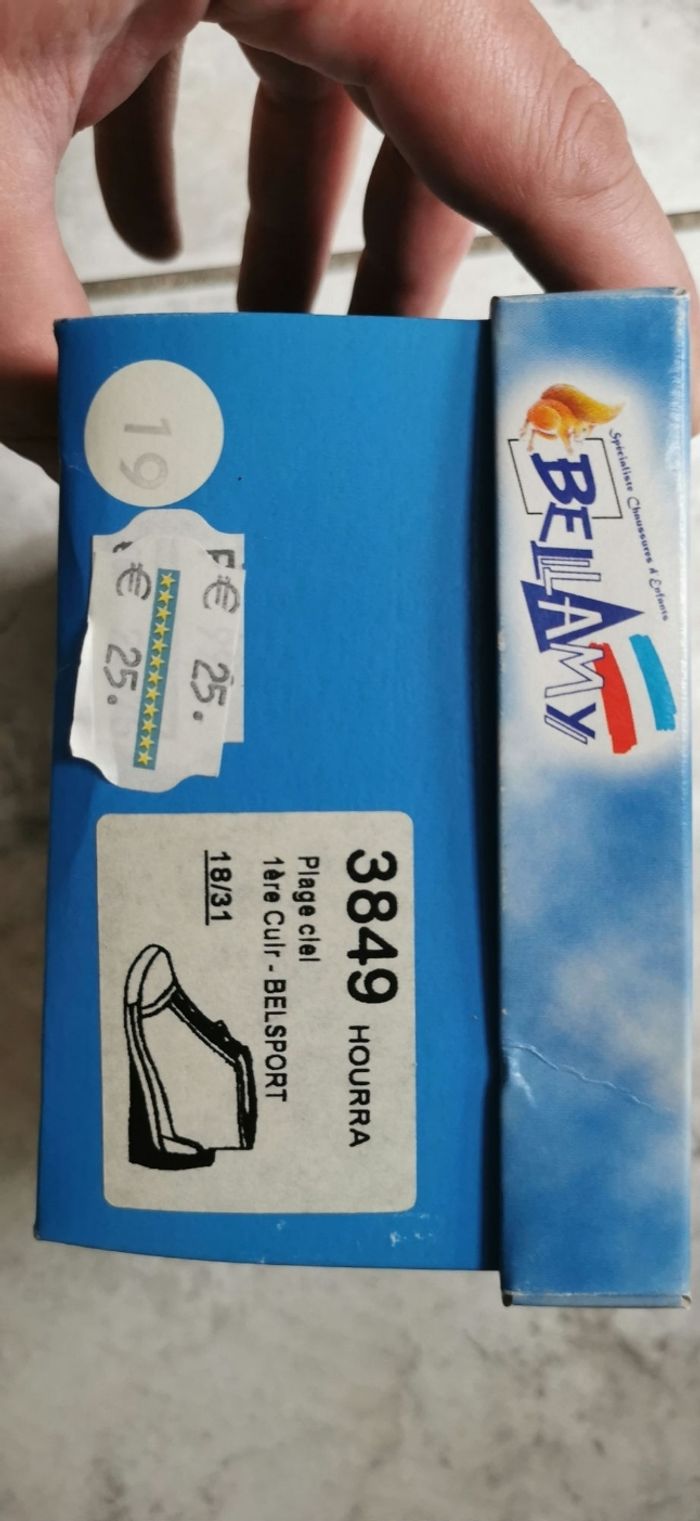 Spécialiste Chaussures d'Enfants
BELLAMY
19
€ 25.
€ 25.
3849 HOURRA
Plage ciel
1ère Cuir - BELSPORT
18/31